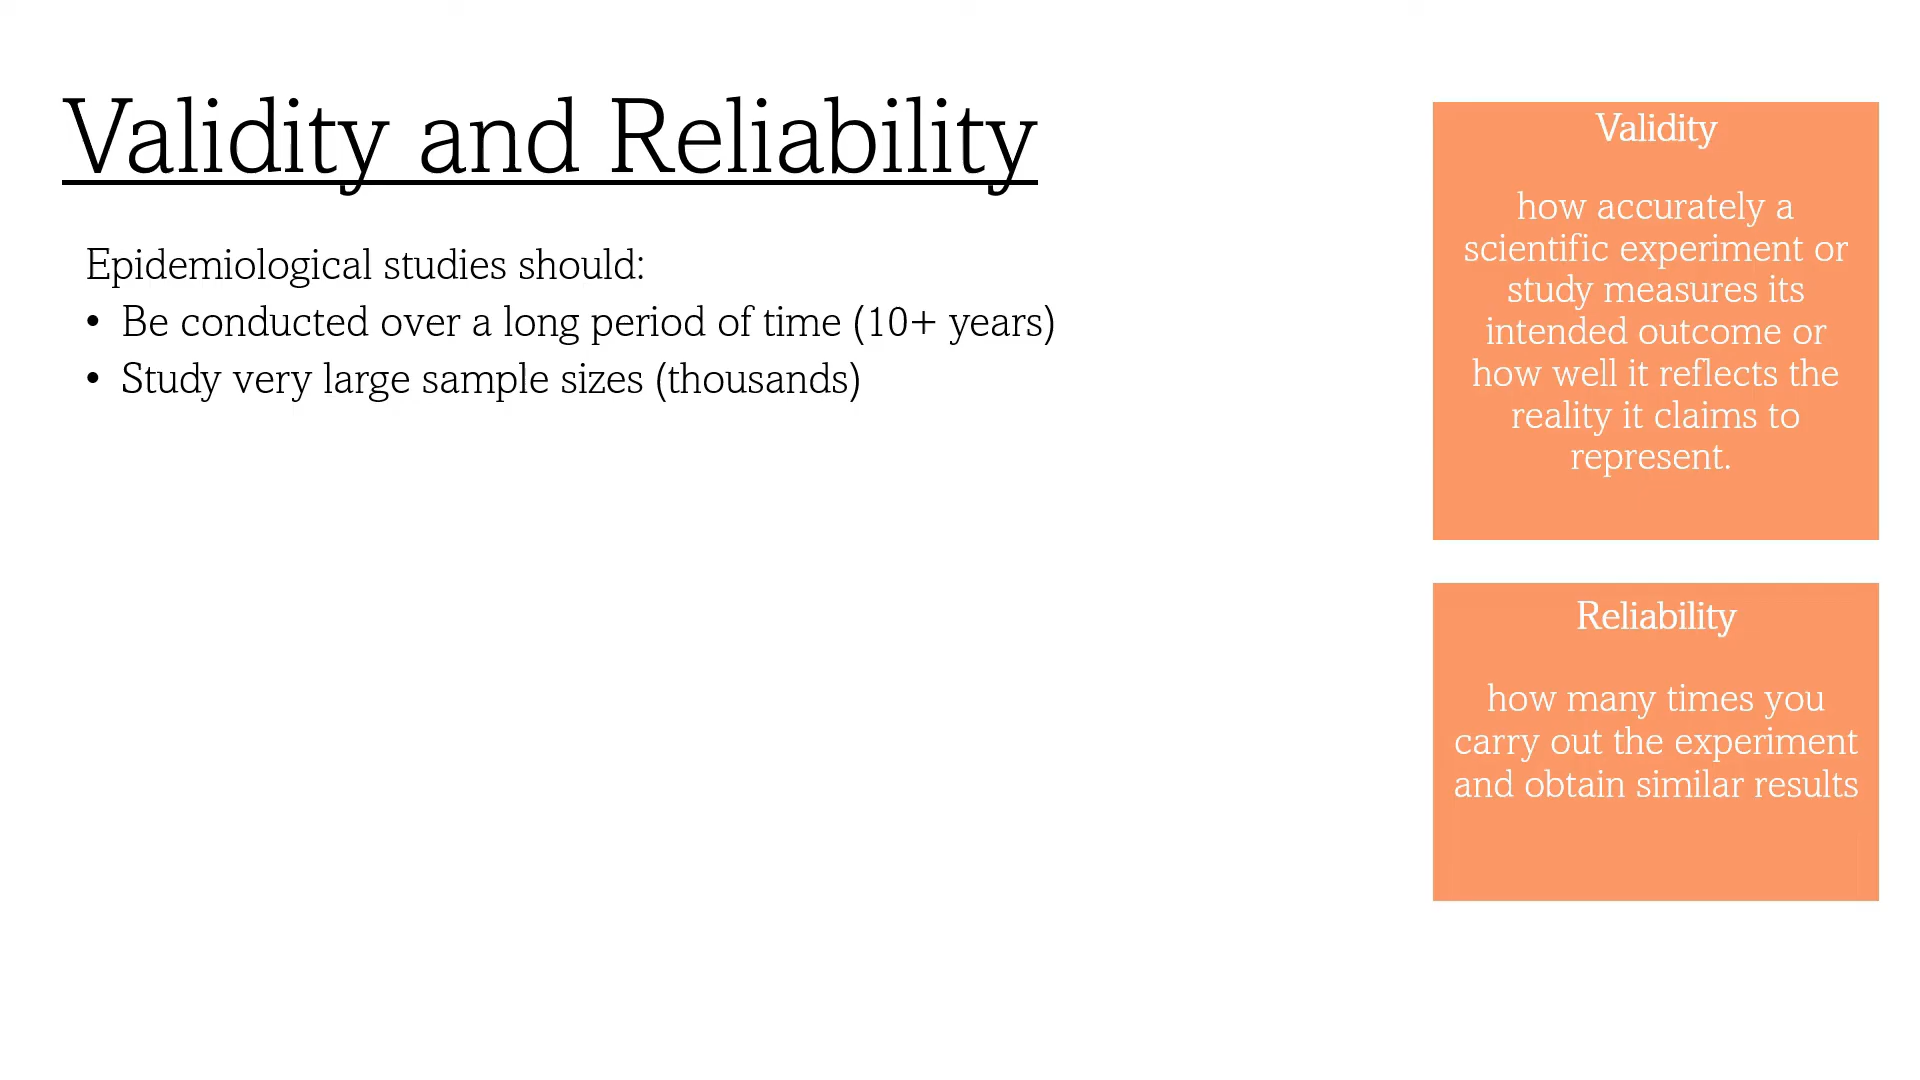 Validity and Reliability
Epidemiological studies should:
• Be conducted over a long period of time (10+ years)
• Study very large sample sizes (thousands)
Validity
how accurately a
scientific experiment or
study measures its
intended outcome or
how well it reflects the
reality it claims to
represent.
Reliability
how many times you
carry out the experiment
and obtain similar results